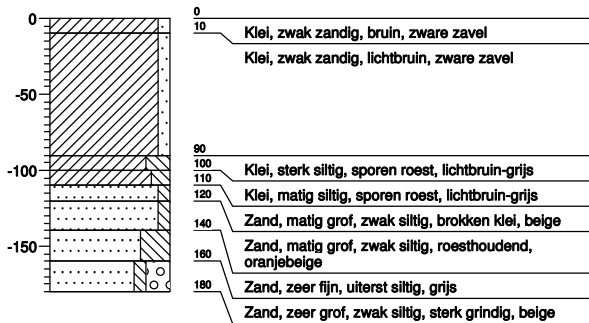 0
0
10
Klei, zwak zandig, bruin, zware zavel
Klei, zwak zandig, lichtbruin, zware zavel
-50
90
-100
100
Klei, sterk siltig, sporen roest, lichtbruin-grijs
110
Klei, matig siltig, sporen roest, lichtbruin-grijs
120
Zand, matig grof, zwak siltig, brokken klei, beige
140
Zand, matig grof, zwak siltig, roesthoudend,
oranjebeige
-150
160
Zand, zeer fijn, uiterst siltig, grijs
180
Zand, zeer grof, zwak siltig, sterk grindig, beige